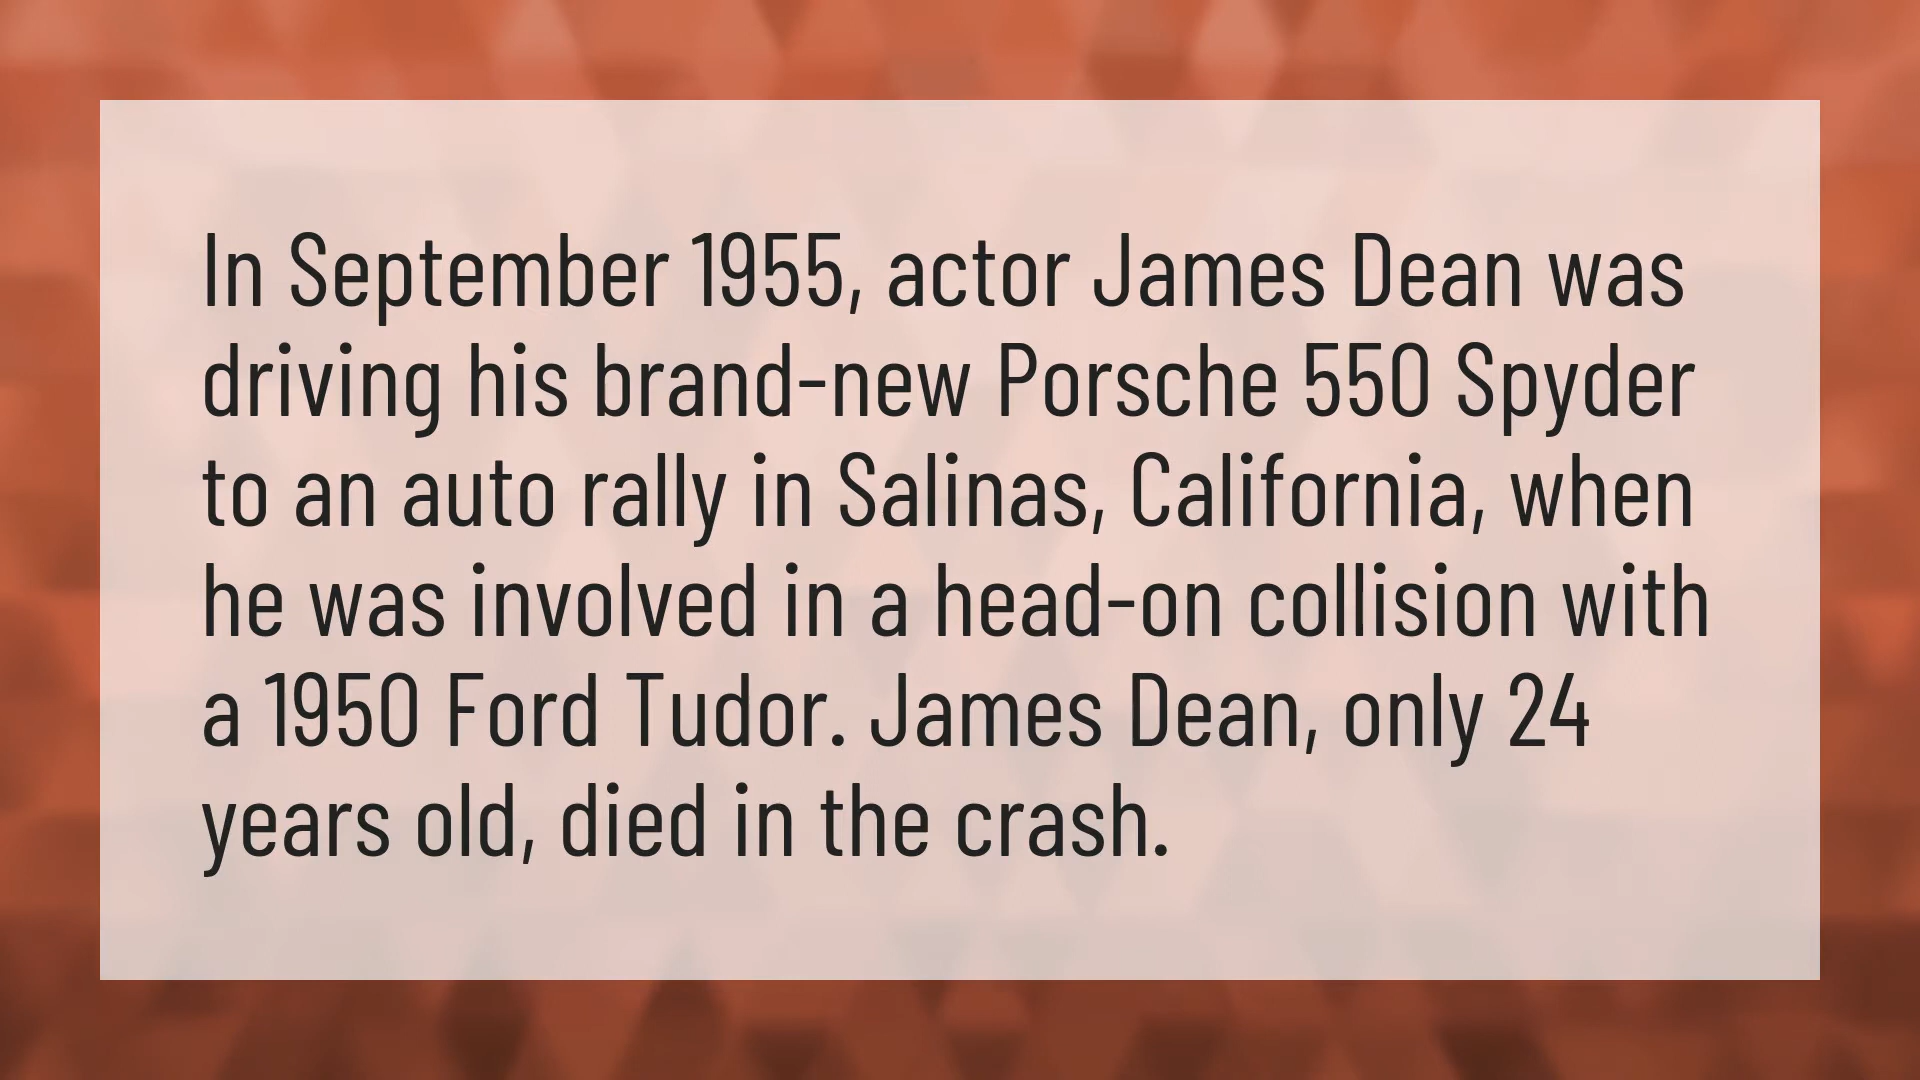 In September 1955, actor James Dean was
driving his brand-new Porsche 550 Spyder
to an auto rally in Salinas, California, when
he was involved in a head-on collision with
a 1950 Ford Tudor. James Dean, only 24
years old, died in the crash.